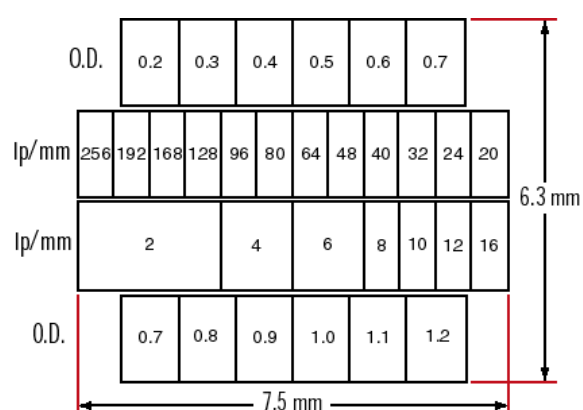 O.D. 0.2 0.3 0.4 0.5 0.6 0.7
lp/mm 256 192 168 128 96 80 64 48 40 32 24 20
6.3 mm
lp/mm 2 4 6 8 10 12 16
O.D. 0.7 0.8 0.9 1.0 1.1 1.2
7.5 mm